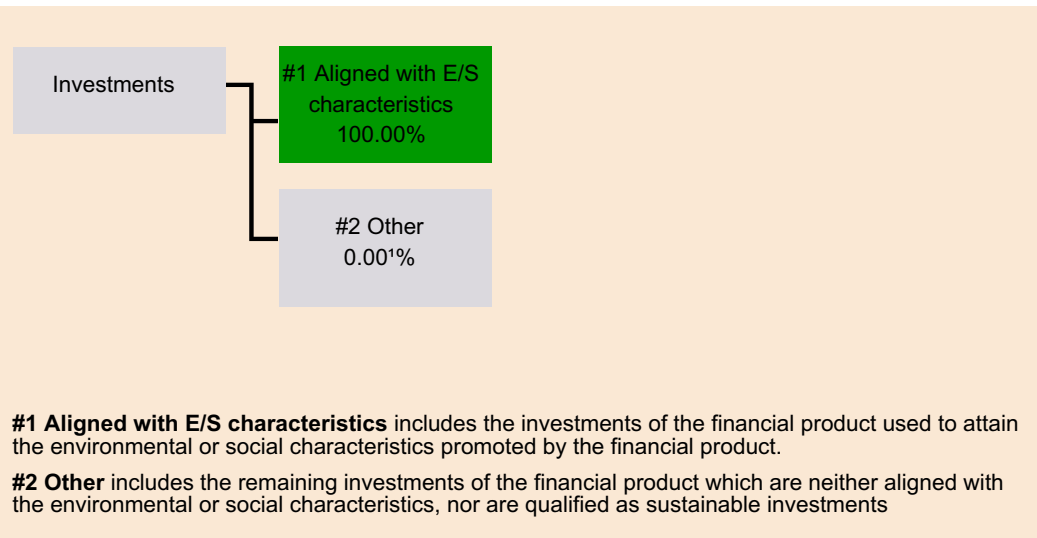 Investments
#1 Aligned with E/S
characteristics
100.00%
#2 Other
0.00¹%
#1 Aligned with E/S characteristics includes the investments of the financial product used to attain
the environmental or social characteristics promoted by the financial product.
#2 Other includes the remaining investments of the financial product which are neither aligned with
the environmental or social characteristics, nor are qualified as sustainable investments